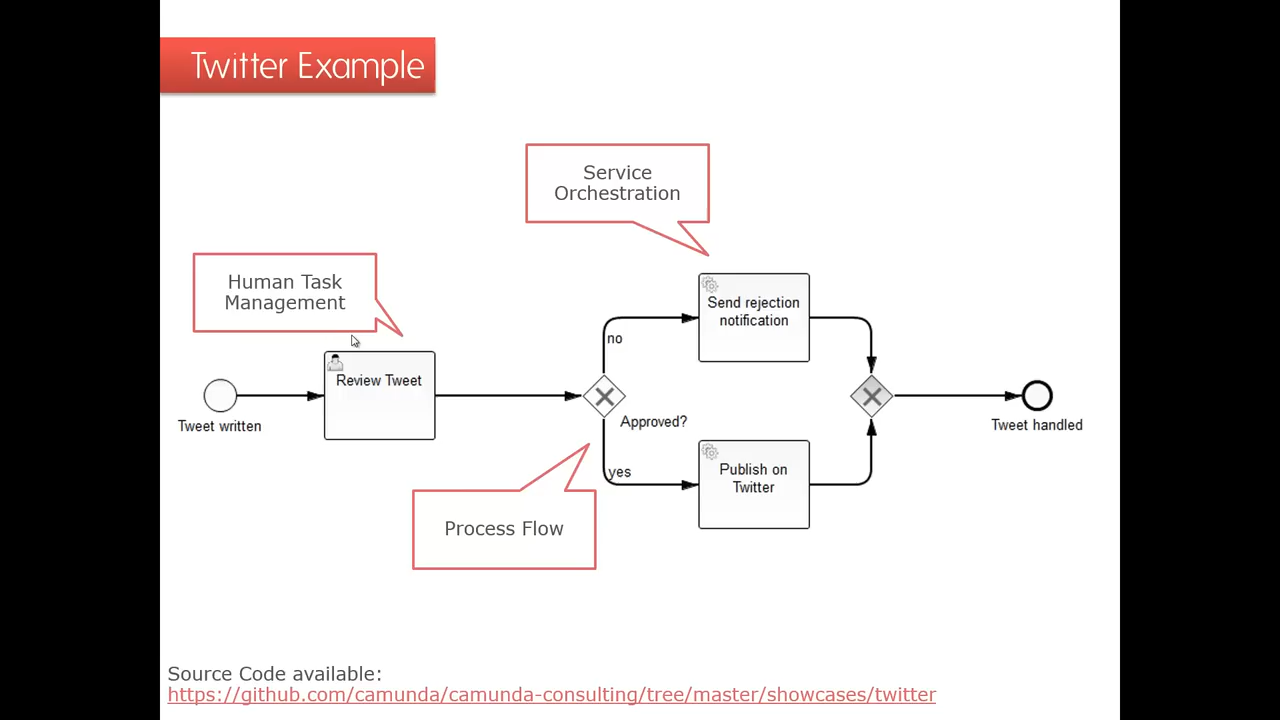 Twitter Example
Service
Orchestration
Human Task
Management
Send rejection
notification
no
Review Tweet
Tweet written
Approved?
Tweet handled
yes
Publish on
Twitter
Process Flow
Source Code available:
https://github.com/camunda/camunda-consulting/tree/master/showcases/twitter